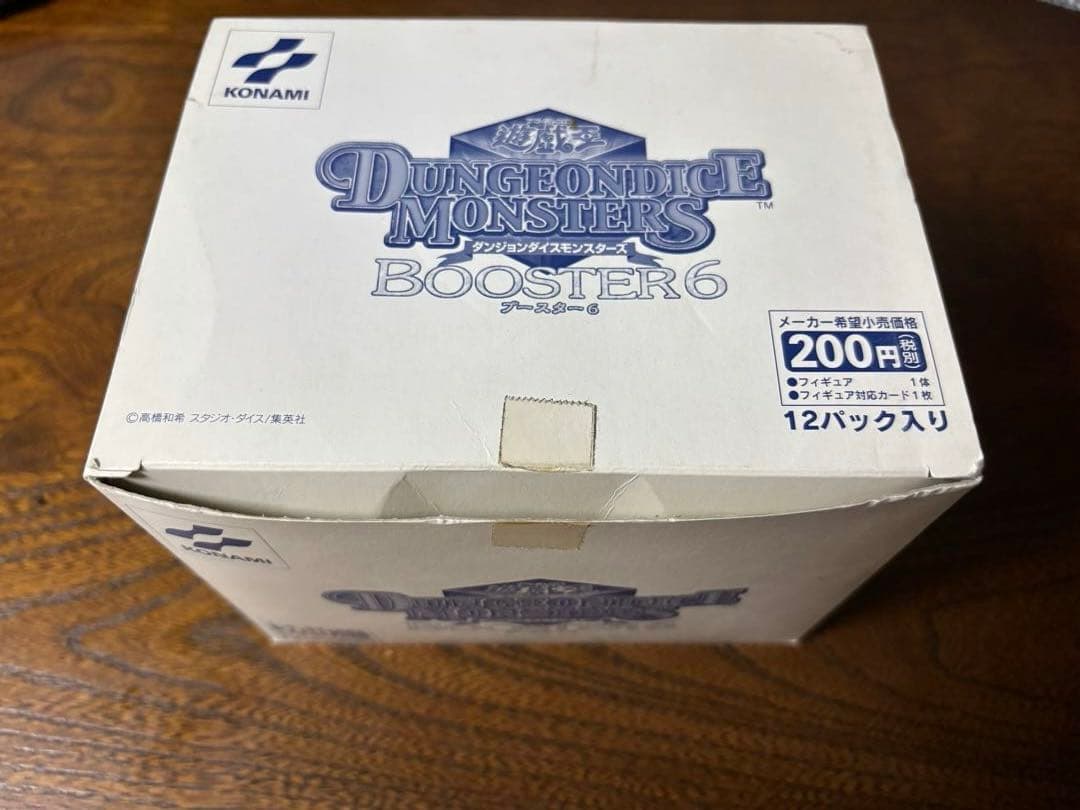 KONAMI
遊戯王
DUNGEONDICE
MONSTERS
TM
ダンジョンダイスモンスターズ
BOOSTER6
ブースター6
メーカー希望小売価格
200円(税別)
●フィギュア 1体
●フィギュア対応カード1枚
12パック入り
©高橋和希 スタジオ・ダイス/集英社
KONAMI